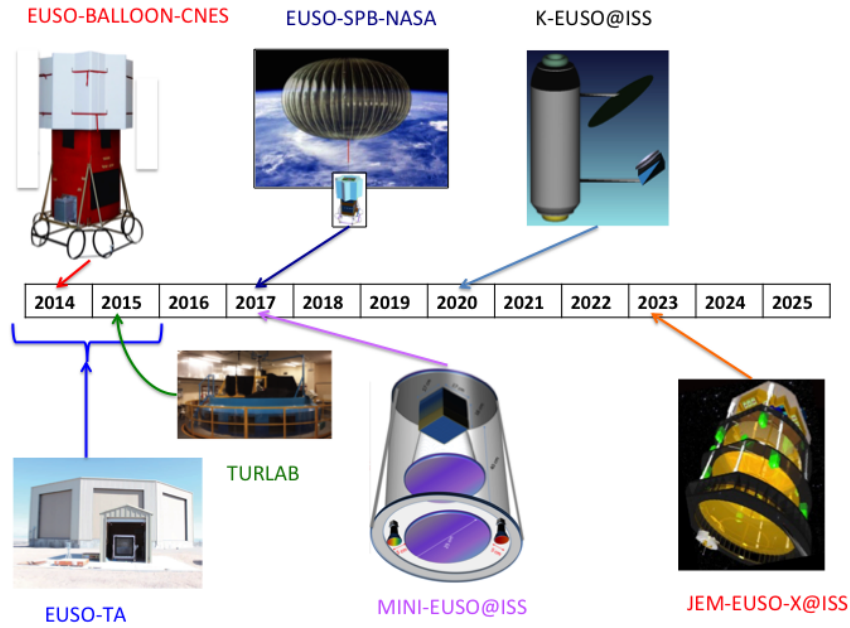 EUSO-BALLOON-CNES
EUSO-SPB-NASA
K-EUSO@ISS
2014 2015 2016 2017 2018 2019 2020 2021 2022 2023 2024 2025
TURLAB
EUSO-TA
MINI-EUSO@ISS
JEM-EUSO-X@ISS